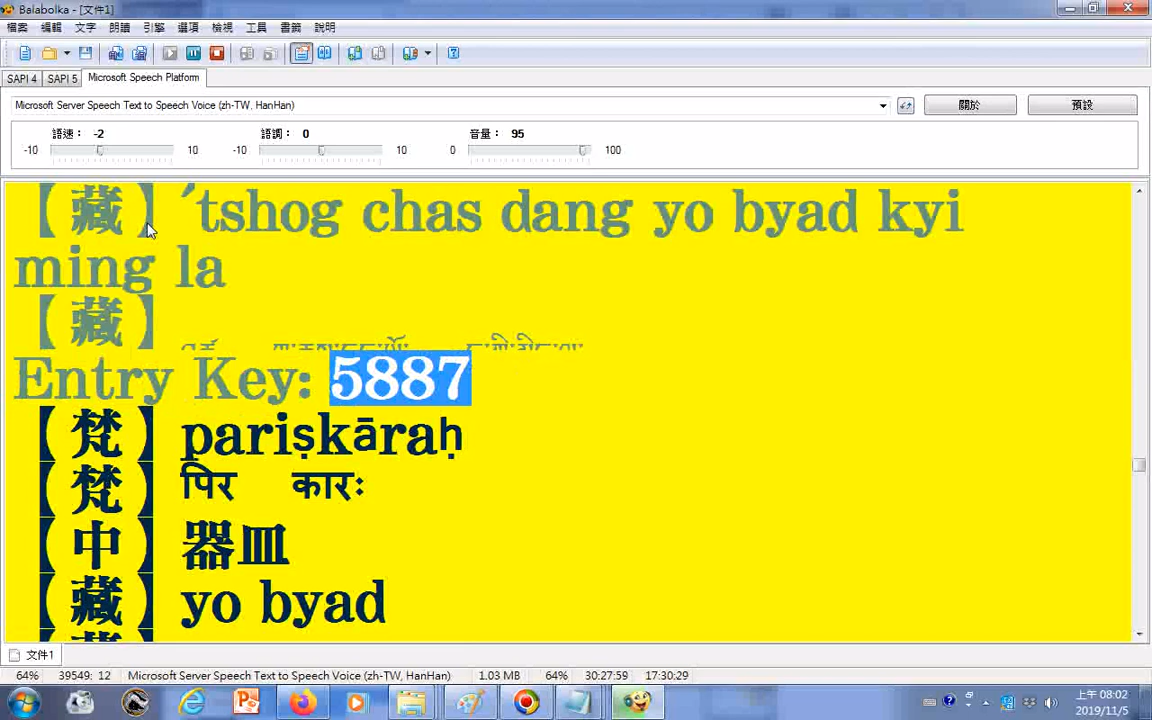 Balabolka - [文件1]
檔案 編輯 文字 朗讀 引擎 選項 檢視 工具 書籤 說明
SAPI 4 SAPI 5 Microsoft Speech Platform
Microsoft Server Speech Text to Speech Voice (zh-TW, HanHan) 關於 預設
語速： -2 語調： 0 音量： 95
-10 10 -10 10 0 100
【藏】 ´tshog chas dang yo byad kyi
ming la
【藏】
Entry Key: 5887
【梵】 pariṣkāraḥ
【梵】 पिर कारः
【中】 器皿
【藏】 yo byad
文件1
64% 39549: 12 Microsoft Server Speech Text to Speech Voice (zh-TW, HanHan) 1.03 MB 64% 30:27:59 17:30:29
上午 08:02
2019/11/5